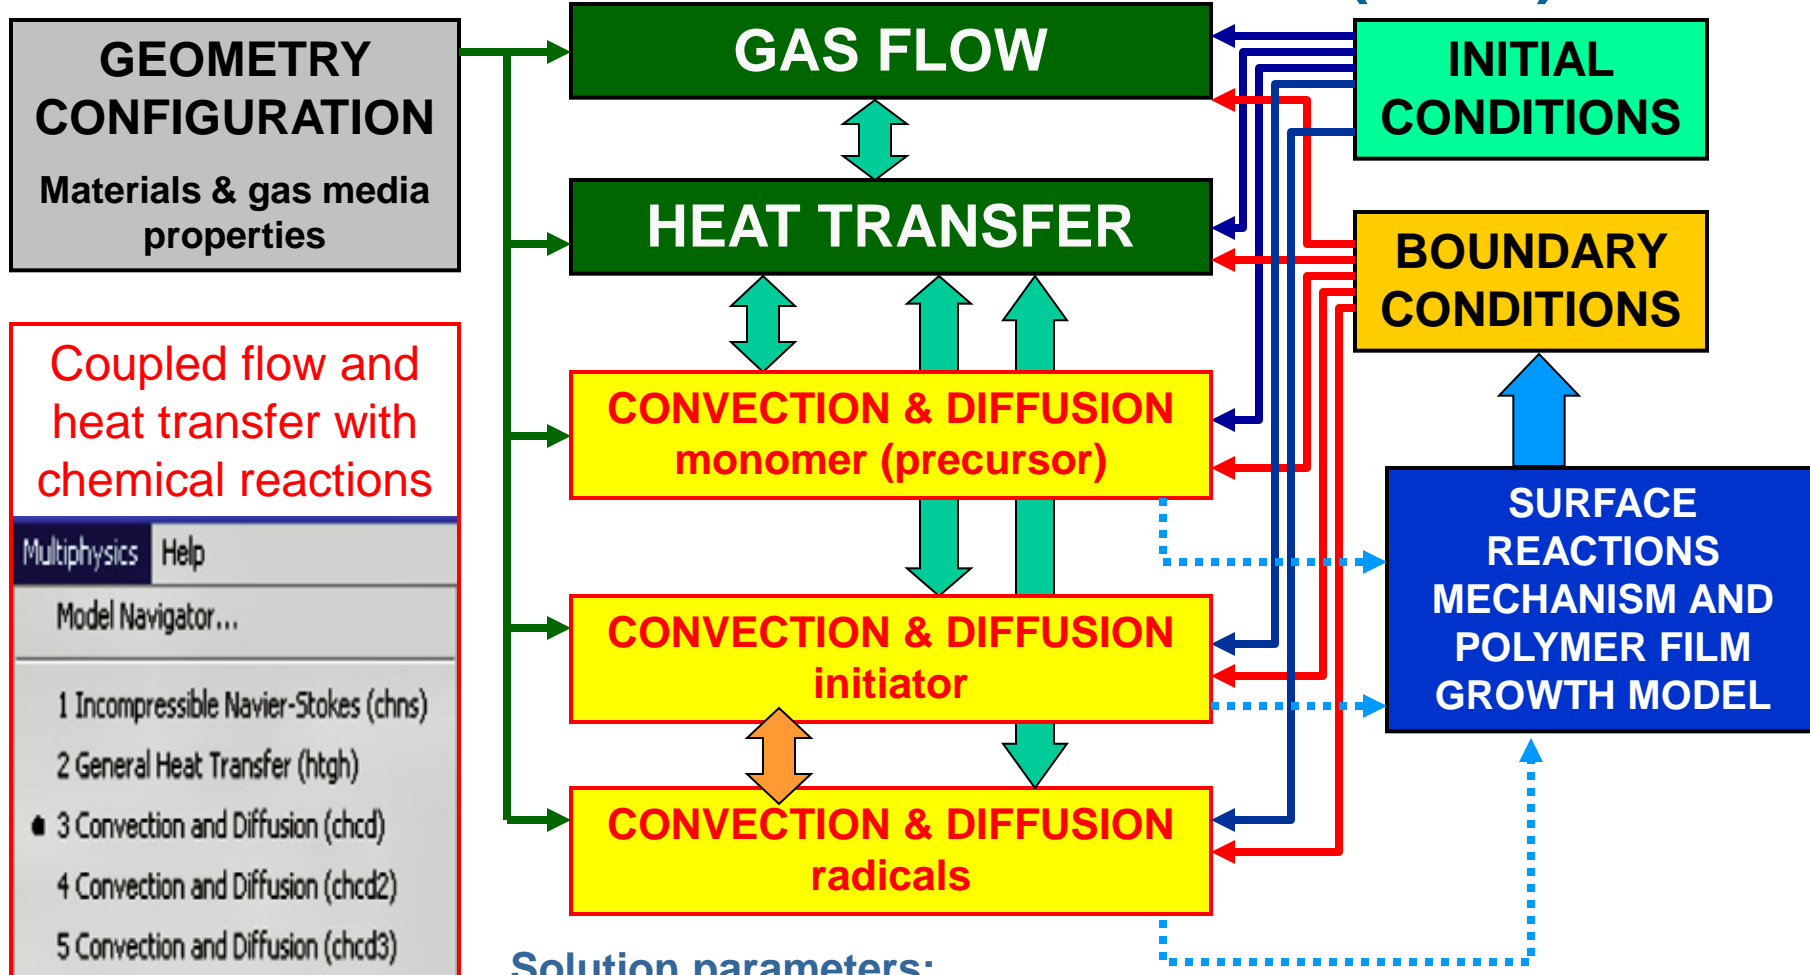 GEOMETRY
CONFIGURATION
Materials & gas media
properties
GAS FLOW
HEAT TRANSFER
INITIAL
CONDITIONS
BOUNDARY
CONDITIONS
Coupled flow and
heat transfer with
chemical reactions
Multiphysics Help
Model Navigator...
1 Incompressible Navier-Stokes (chns)
2 General Heat Transfer (htgh)
3 Convection and Diffusion (chcd)
4 Convection and Diffusion (chcd2)
5 Convection and Diffusion (chcd3)
CONVECTION & DIFFUSION
monomer (precursor)
CONVECTION & DIFFUSION
initiator
CONVECTION & DIFFUSION
radicals
SURFACE
REACTIONS
MECHANISM AND
POLYMER FILM
GROWTH MODEL
Solution parameters: